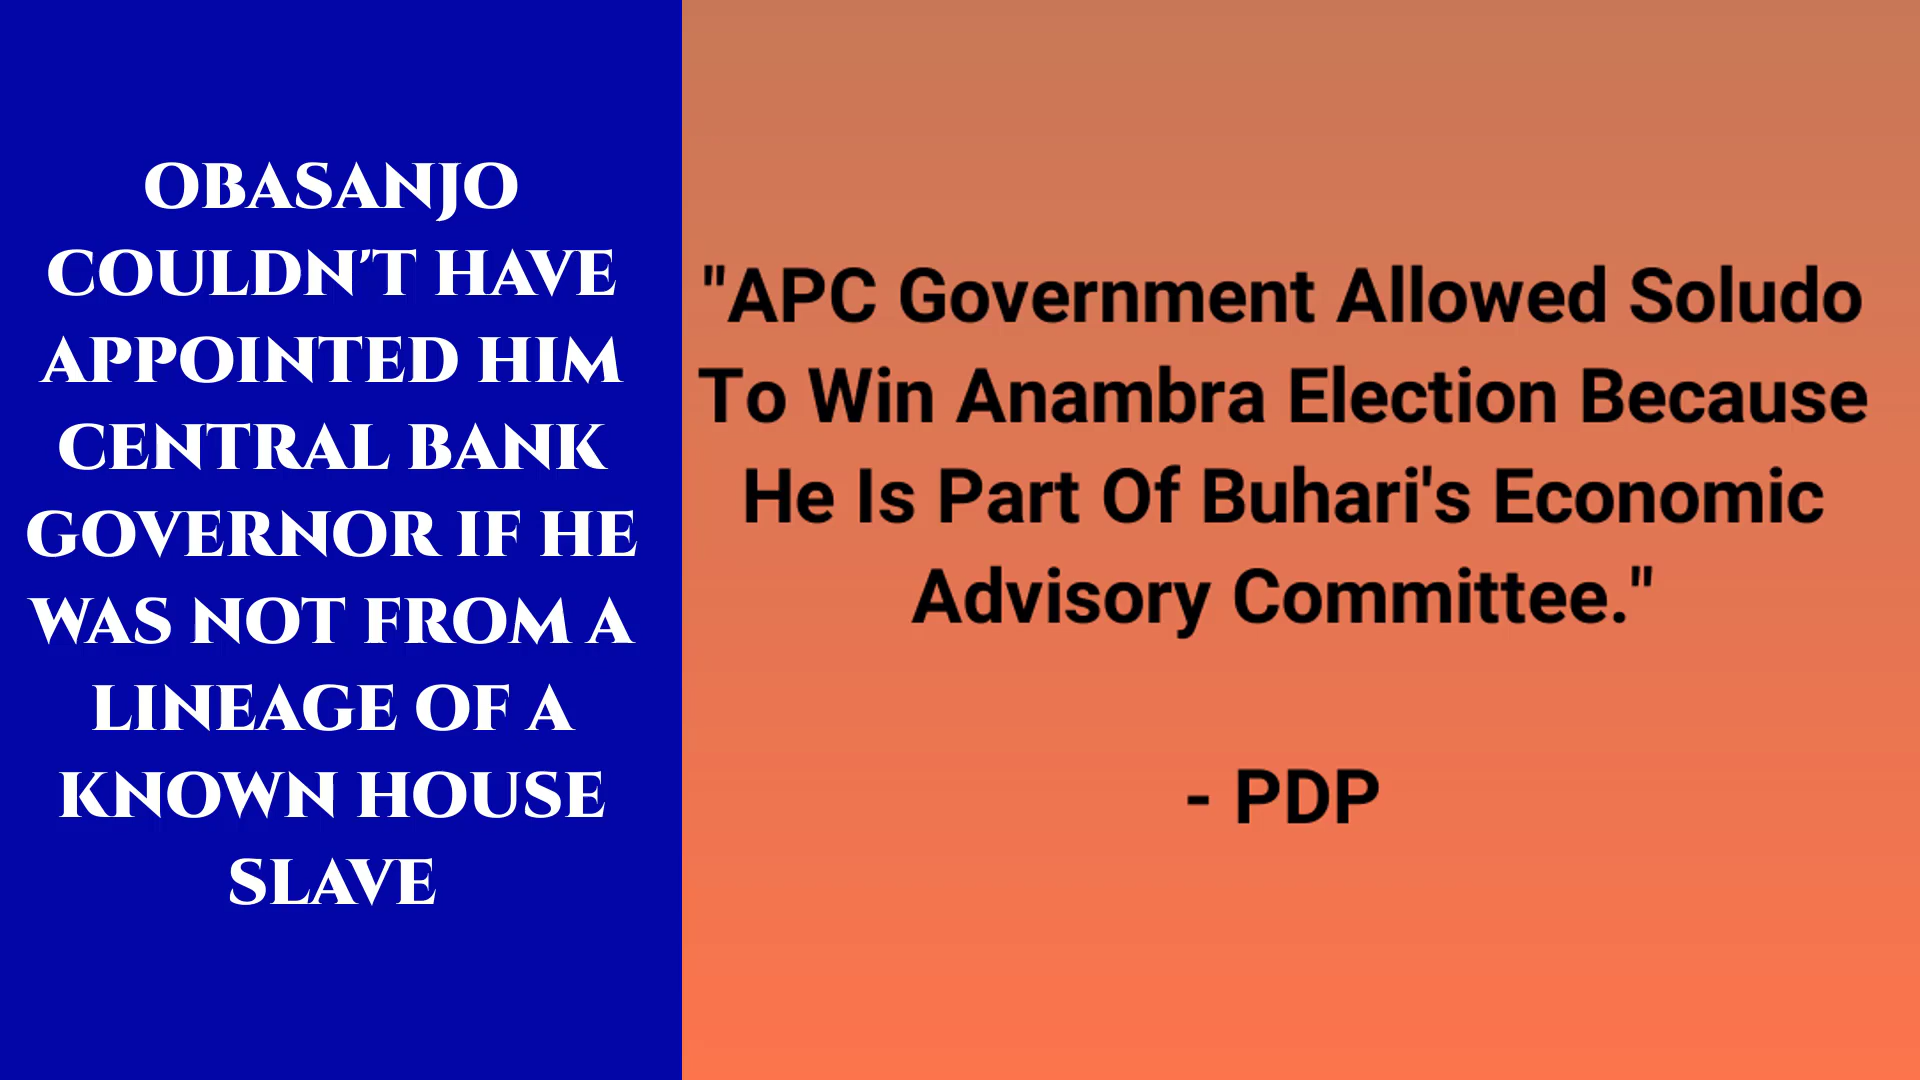 OBASANJO
COULDN'T HAVE
APPOINTED HIM
CENTRAL BANK
GOVERNOR IF HE
WAS NOT FROM A
LINEAGE OF A
KNOWN HOUSE
SLAVE
"APC Government Allowed Soludo
To Win Anambra Election Because
He Is Part Of Buhari's Economic
Advisory Committee."
- PDP